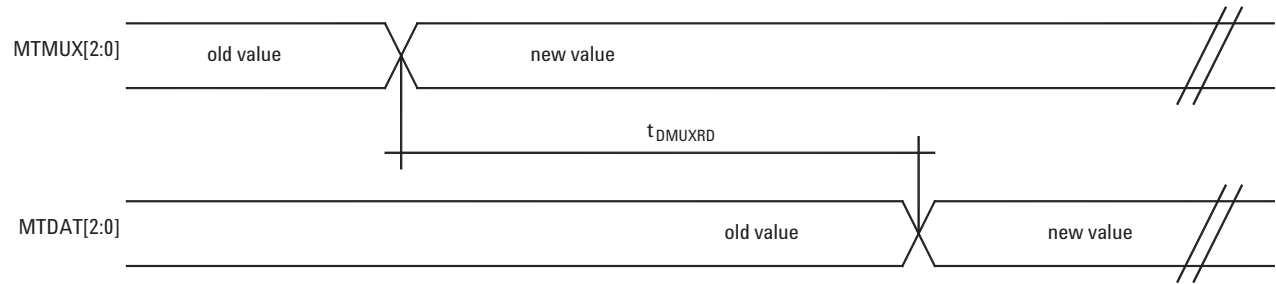 MTMUX[2:0] old value new value
tDMUXRD
MTDAT[2:0] old value new value